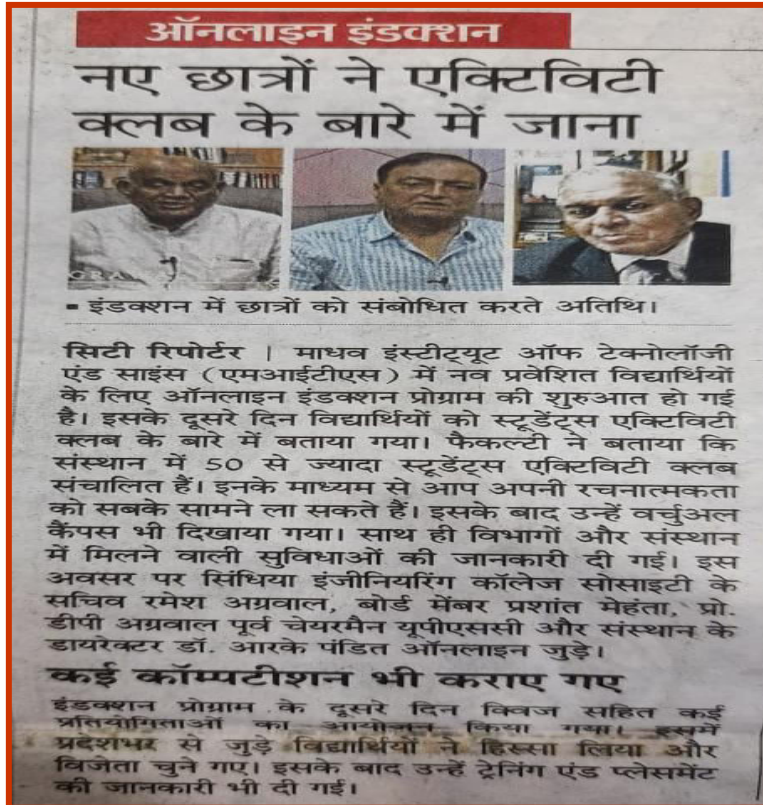 ऑनलाइन इंडक्शन
नए छात्रों ने एक्टिविटी
क्लब के बारे में जाना
▪ इंडक्शन में छात्रों को संबोधित करते अतिथि।
सिटी रिपोर्टर | माधव इंस्टीट्यूट ऑफ टेक्नोलॉजी
एंड साइंस (एमआईटीएस) में नव प्रवेशित विद्यार्थियों
के लिए ऑनलाइन इंडक्शन प्रोग्राम की शुरुआत हो गई
है। इसके दूसरे दिन विद्यार्थियों को स्टूडेंट्स एक्टिविटी
क्लब के बारे में बताया गया। फैकल्टी ने बताया कि
संस्थान में 50 से ज्यादा स्टूडेंट्स एक्टिविटी क्लब
संचालित हैं। इनके माध्यम से आप अपनी रचनात्मकता
को सबके सामने ला सकते हैं। इसके बाद उन्हें वर्चुअल
कैंपस भी दिखाया गया। साथ ही विभागों और संस्थान
में मिलने वाली सुविधाओं की जानकारी दी गई। इस
अवसर पर सिंधिया इंजीनियरिंग कॉलेज सोसाइटी के
सचिव रमेश अग्रवाल, बोर्ड मेंबर प्रशांत मेहता, प्रो.
डीपी अग्रवाल पूर्व चेयरमैन यूपीएससी और संस्थान के
डायरेक्टर डॉ. आरके पंडित ऑनलाइन जुड़े।
कई कॉम्पटीशन भी कराए गए
इंडक्शन प्रोग्राम के दूसरे दिन क्विज सहित कई
प्रतियोगिताओं का आयोजन किया गया। इसमें
प्रदेशभर से जुड़े विद्यार्थियों ने हिस्सा लिया और
विजेता चुने गए। इसके बाद उन्हें ट्रेनिंग एंड प्लेसमेंट
की जानकारी भी दी गई।